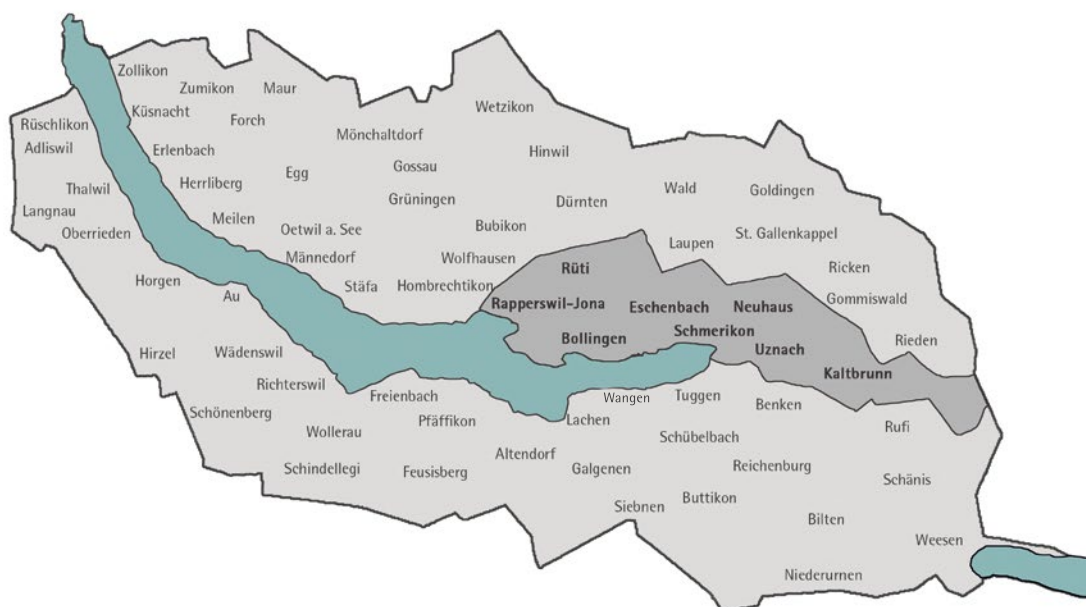 Zollikon
Zumikon
Maur
Küsnacht
Forch
Wetzikon
Rüschlikon
Adliswil
Mönchaltdorf
Erlenbach
Hinwil
Gossau
Egg
Herrliberg
Thalwil
Wald
Goldingen
Grüningen
Dürnten
Langnau
Meilen
Oberrieden
Oetwil a. See
Bubikon
St. Gallenkappel
Laupen
Männedorf
Wolfhausen
Rüti
Ricken
Horgen
Stäfa
Hombrechtikon
Au
Rapperswil-Jona
Eschenbach
Neuhaus
Gommiswald
Bollingen
Schmerikon
Rieden
Hirzel
Wädenswil
Uznach
Kaltbrunn
Richterswil
Freienbach
Wangen
Tuggen
Benken
Schönenberg
Pfäffikon
Lachen
Rufi
Wollerau
Schübelbach
Altendorf
Schindellegi
Feusisberg
Galgenen
Reichenburg
Schänis
Buttikon
Siebnen
Bilten
Weesen
Niederurnen